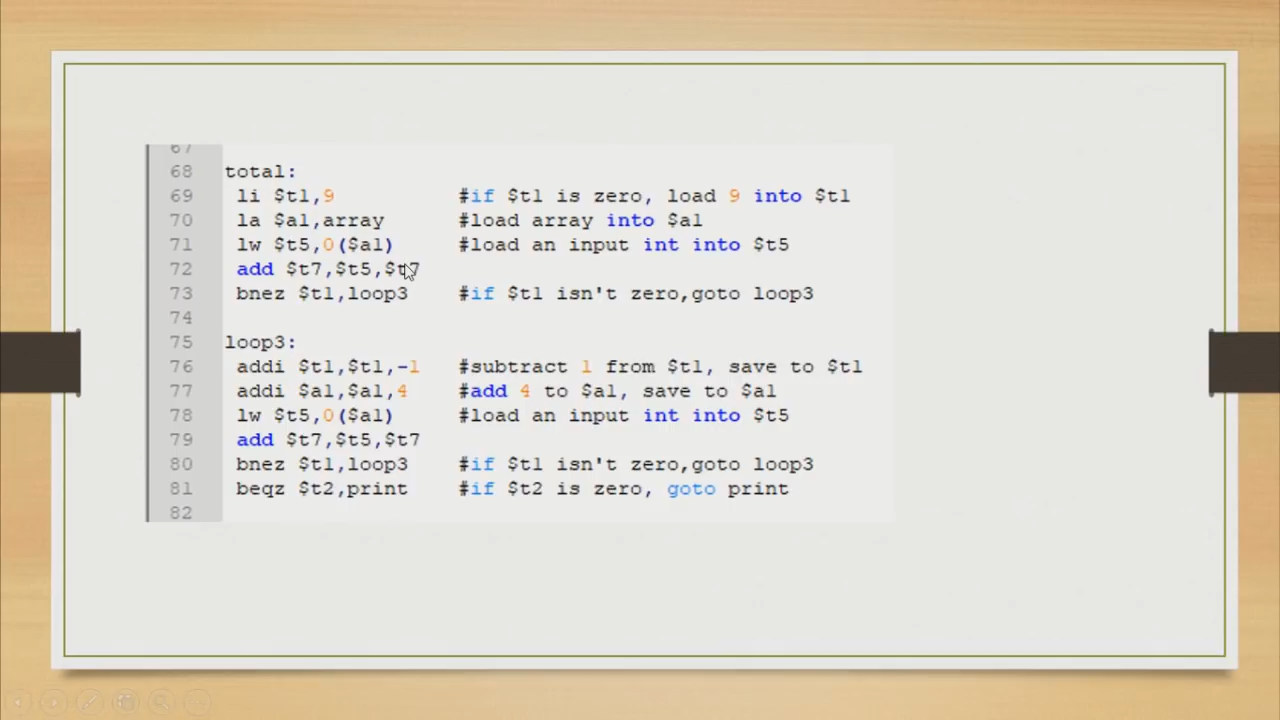 67
68 total:
69 li $t1,9 #if $t1 is zero, load 9 into $t1
70 la $a1,array #load array into $a1
71 lw $t5,0($a1) #load an input int into $t5
72 add $t7,$t5,$t7
73 bnez $t1,loop3 #if $t1 isn't zero,goto loop3
74
75 loop3:
76 addi $t1,$t1,-1 #subtract 1 from $t1, save to $t1
77 addi $a1,$a1,4 #add 4 to $a1, save to $a1
78 lw $t5,0($a1) #load an input int into $t5
79 add $t7,$t5,$t7
80 bnez $t1,loop3 #if $t1 isn't zero,goto loop3
81 beqz $t2,print #if $t2 is zero, goto print
82